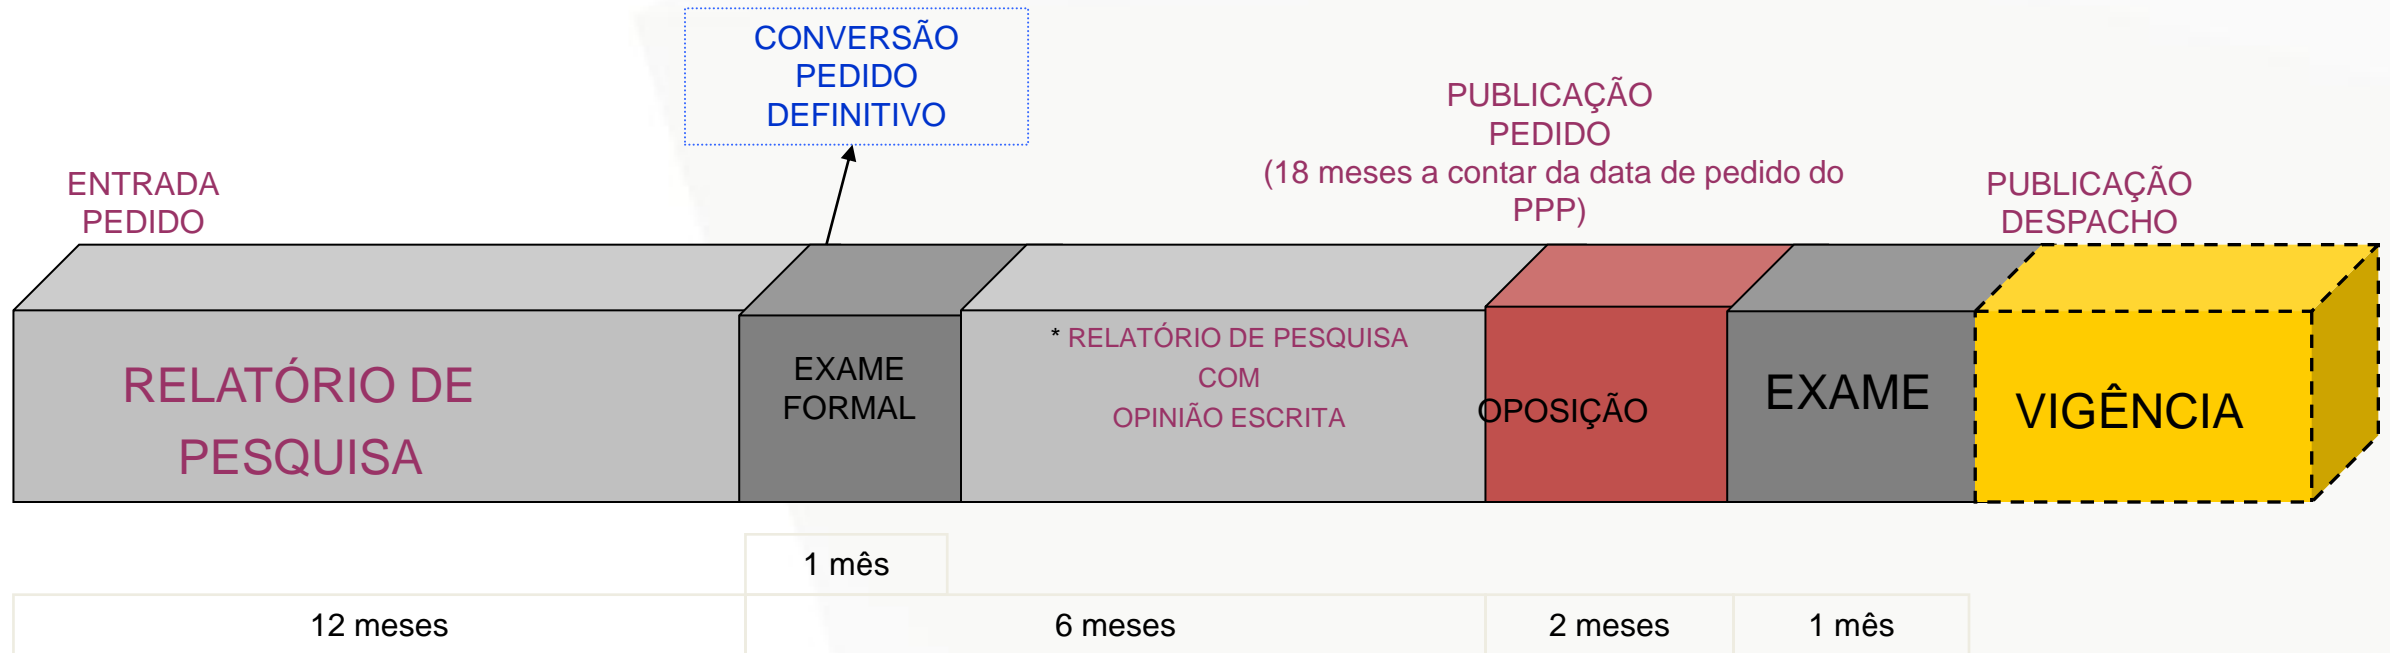 CONVERSÃO
PEDIDO
DEFINITIVO
ENTRADA
PEDIDO
PUBLICAÇÃO
PEDIDO
(18 meses a contar da data de pedido do
PPP)
PUBLICAÇÃO
DESPACHO
RELATÓRIO DE
PESQUISA
EXAME
FORMAL
* RELATÓRIO DE PESQUISA
COM
OPINIÃO ESCRITA
OPOSIÇÃO
EXAME
VIGÊNCIA
1 mês
12 meses
6 meses
2 meses
1 mês